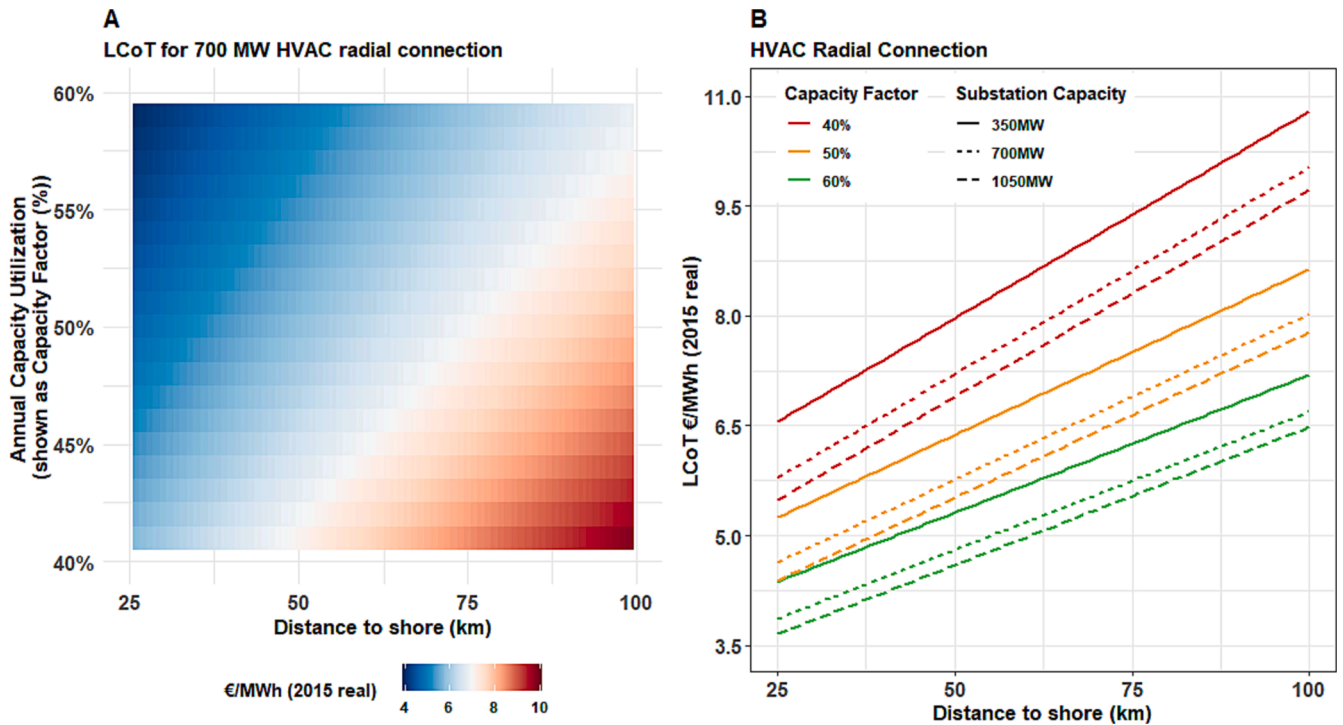 A
LCoT for 700 MW HVAC radial connection
Annual Capacity Utilization
(shown as Capacity Factor (%))
60%
55%
50%
45%
40%
25 50 75 100
Distance to shore (km)
€/MWh (2015 real)
4 6 8 10
B
HVAC Radial Connection
LCoT €/MWh (2015 real)
11.0
9.5
8.0
6.5
5.0
3.5
Capacity Factor
40%
50%
60%
Substation Capacity
350MW
700MW
1050MW
25 50 75 100
Distance to shore (km)